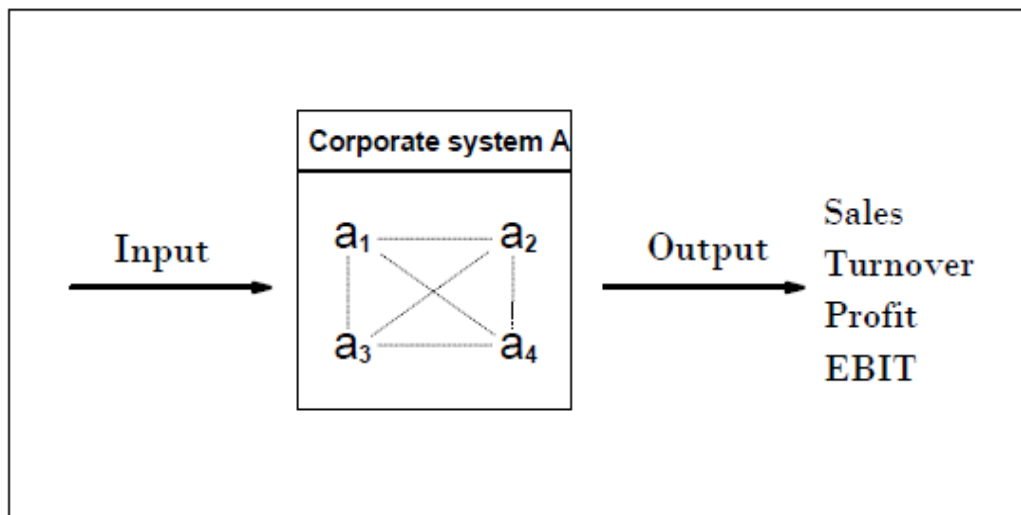 Corporate system A
a₁ a₂
Input
Output
Sales
Turnover
Profit
EBIT
a₃ a₄